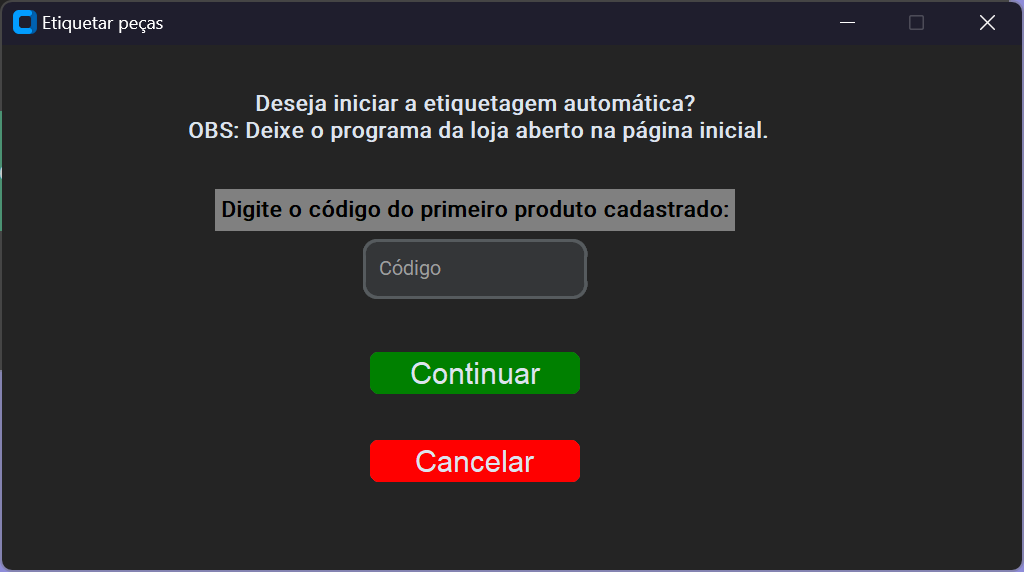 Etiquetar peças
Deseja iniciar a etiquetagem automática?
OBS: Deixe o programa da loja aberto na página inicial.
Digite o código do primeiro produto cadastrado:
Código
Continuar
Cancelar